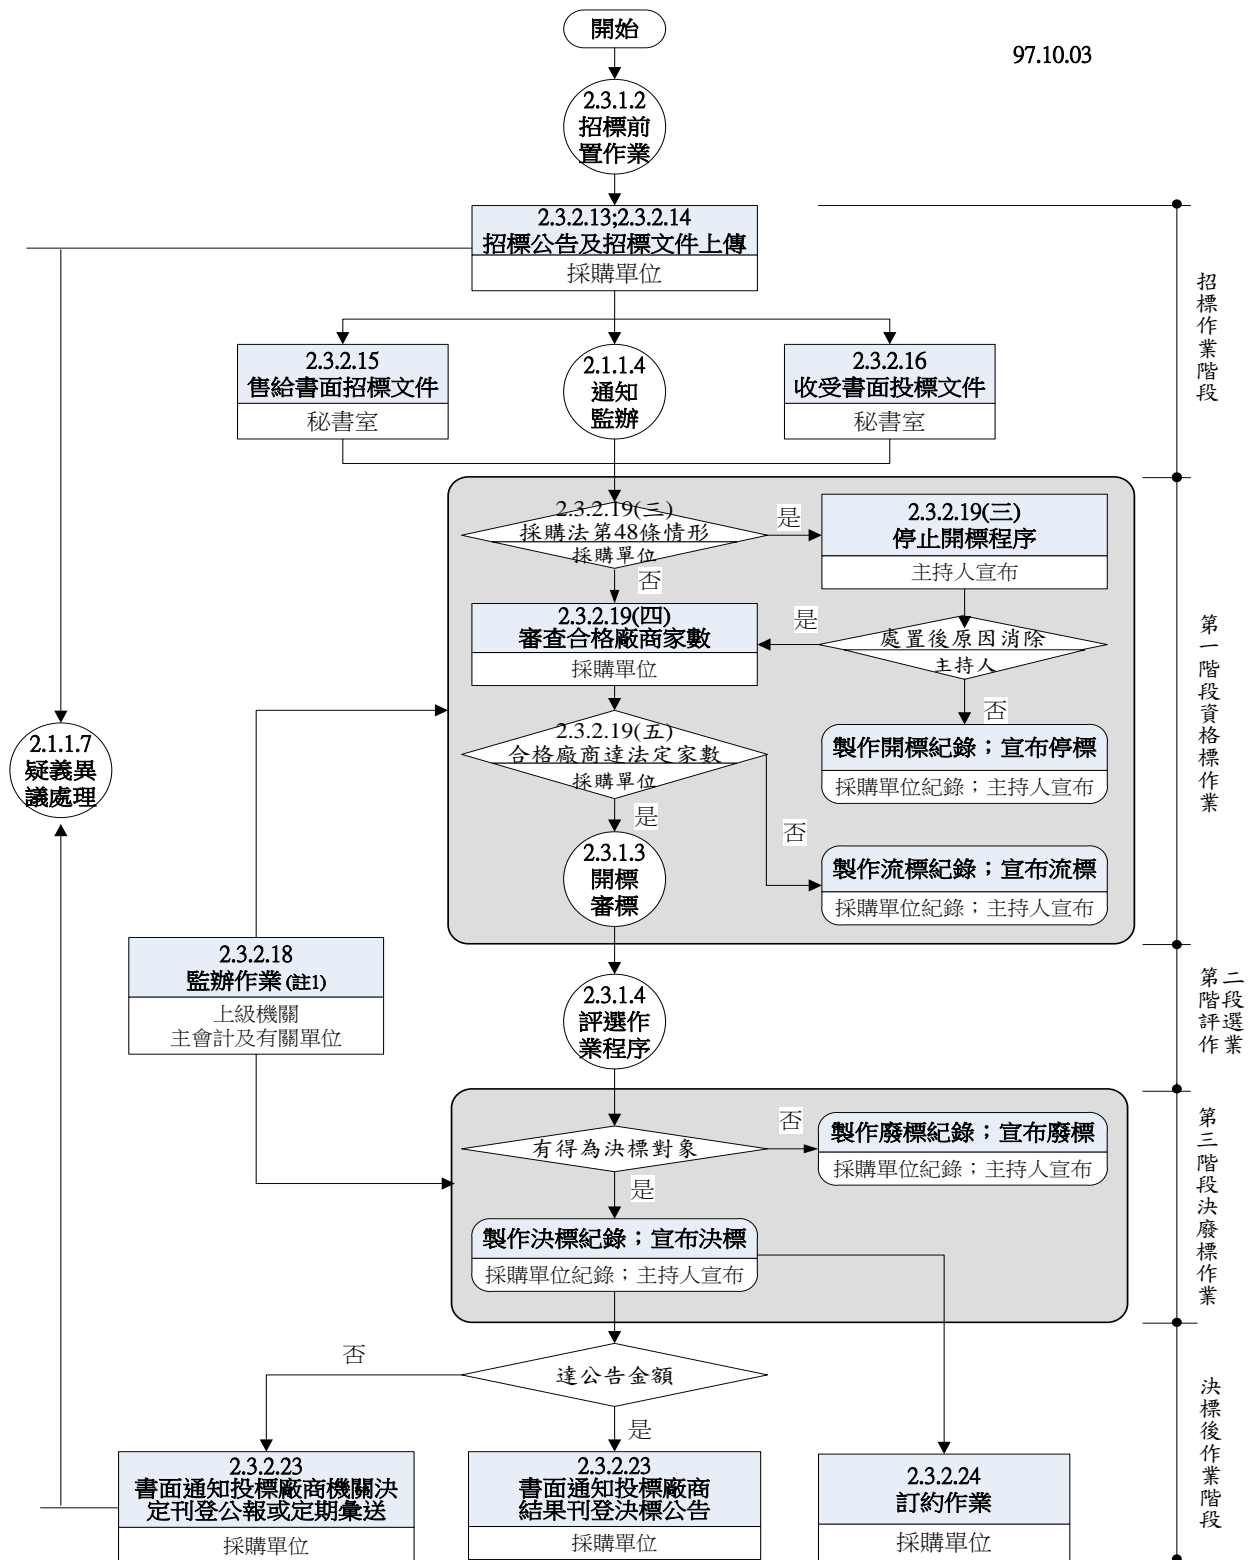 開始
97.10.03
2.3.1.2
招標前
置作業
2.3.2.13;2.3.2.14
招標公告及招標文件上傳
採購單位
招標作業階段
2.3.2.15
售給書面招標文件
秘書室
2.1.1.4
通知
監辦
2.3.2.16
收受書面投標文件
秘書室
2.3.2.19(三)
採購法第48條情形
採購單位
是
否
2.3.2.19(三)
停止開標程序
主持人宣布
2.3.2.19(四)
審查合格廠商家數
採購單位
是
處置後原因消除
主持人
否
第一階段資格標作業
2.3.2.19(五)
合格廠商達法定家數
採購單位
是
否
製作開標紀錄；宣布停標
採購單位紀錄；主持人宣布
2.1.1.7
疑義異
議處理
2.3.1.3
開標
審標
製作流標紀錄；宣布流標
採購單位紀錄；主持人宣布
2.3.2.18
監辦作業(註1)
上級機關
主會計及有關單位
2.3.1.4
評選作
業程序
第二
階段
評選
作業
有得為決標對象
否
是
製作廢標紀錄；宣布廢標
採購單位紀錄；主持人宣布
製作決標紀錄；宣布決標
採購單位紀錄；主持人宣布
第三階段決廢標作業
達公告金額
否
是
2.3.2.23
書面通知投標廠商機關決
定刊登公報或定期彙送
採購單位
2.3.2.23
書面通知投標廠商
結果刊登決標公告
採購單位
2.3.2.24
訂約作業
採購單位
決標後作業階段